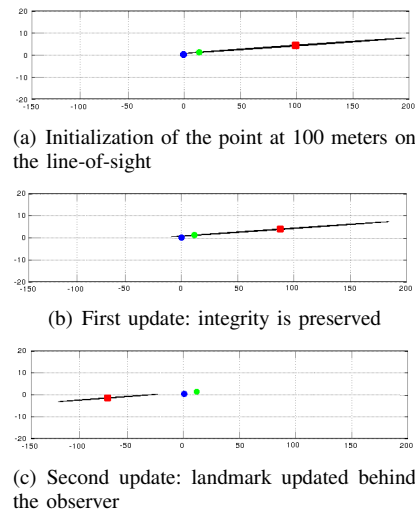 20
10
0
-10
-20
-150 -100 -50 0 50 100 150 200
(a) Initialization of the point at 100 meters on
the line-of-sight
20
10
0
-10
-20
-150 -100 -50 0 50 100 150 200
(b) First update: integrity is preserved
20
10
0
-10
-20
-150 -100 -50 0 50 100 150 200
(c) Second update: landmark updated behind
the observer